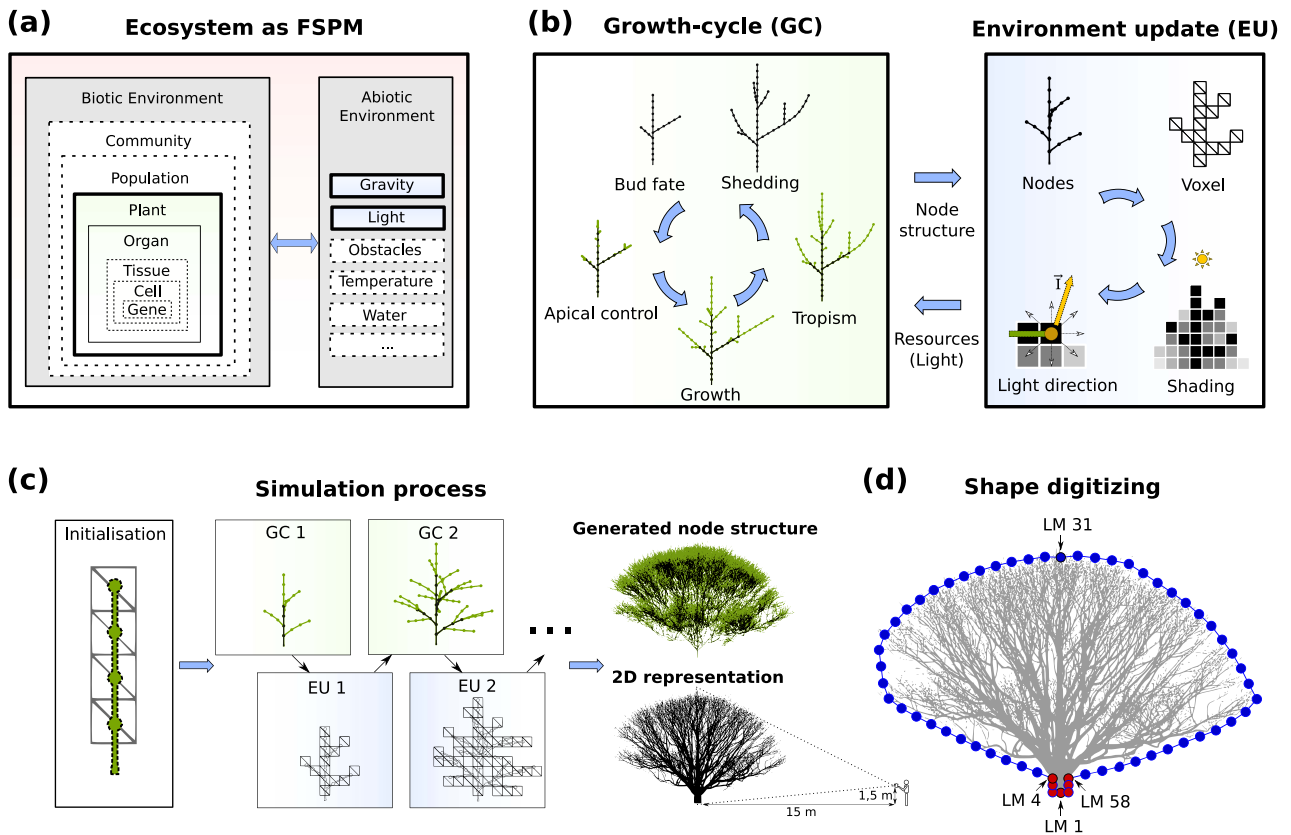 (a)
Ecosystem as FSPM
Biotic Environment
Community
Population
Plant
Organ
Tissue
Cell
Gene
Abiotic
Environment
Gravity
Light
Obstacles
Temperature
Water
...
(b)
Growth-cycle (GC)
Bud fate
Shedding
Apical control
Tropism
Growth
Node
structure
Resources
(Light)
Environment update (EU)
Nodes
Voxel
I
Light direction
Shading
(c)
Simulation process
Initialisation
GC 1
GC 2
EU 1
EU 2
...
Generated node structure
2D representation
1,5 m
15 m
(d)
Shape digitizing
LM 31
LM 4
LM 58
LM 1